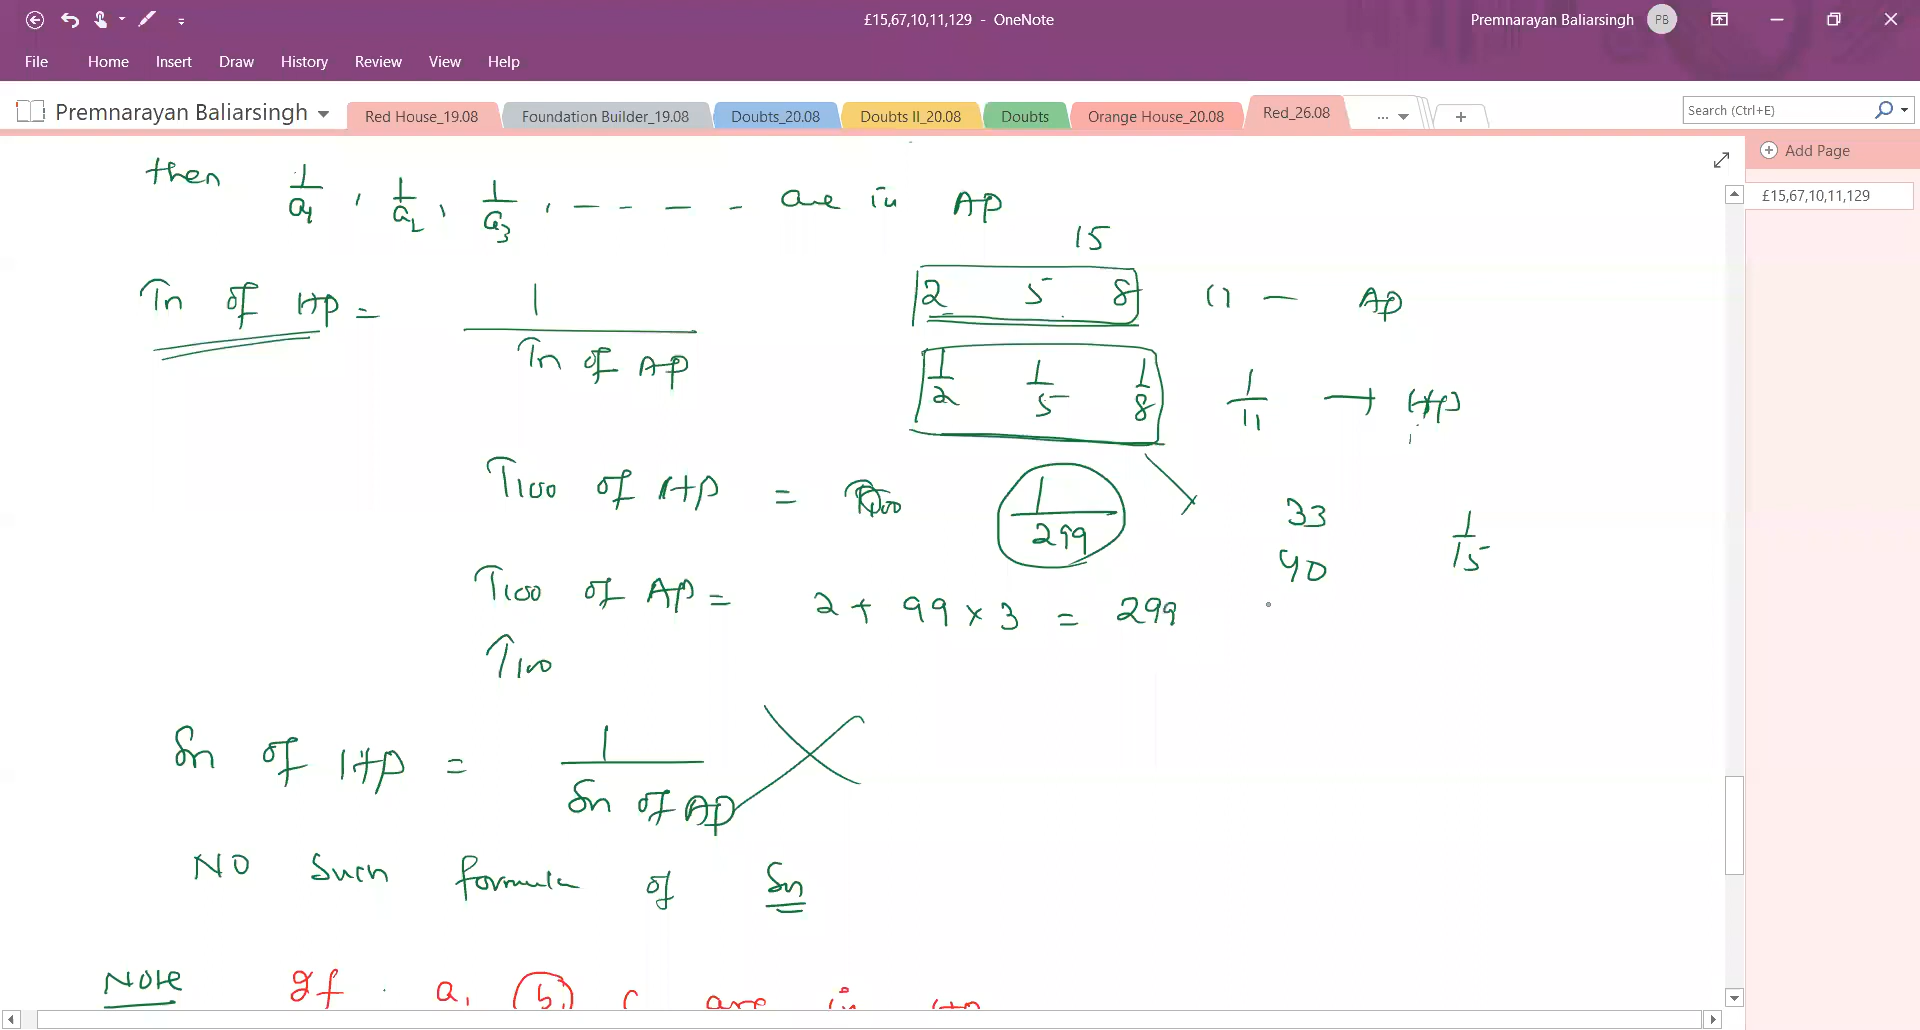 £15,67,10,11,129 - OneNote
Premnarayan Baliarsingh PB
File Home Insert Draw History Review View Help
Premnarayan Baliarsingh
Red House_19.08 Foundation Builder_19.08 Doubts_20.08 Doubts II_20.08 Doubts Orange House_20.08 Red_26.08 ... +
Search (Ctrl+E)
Add Page
£15,67,10,11,129
then 1/a1, 1/a2, 1/a3, - - - - are in AP
15
2 5 8 11 — AP
Tn of HP = 1/Tn of AP
1/2 1/5 1/8 1/11 → HP
T100 of HP = 1/299
33
40
1/15
T100 of AP = 2 + 99 × 3 = 299
T100
Sn of HP = 1/Sn of AP
No such formula of Sn
Note If a, b, c are in HP